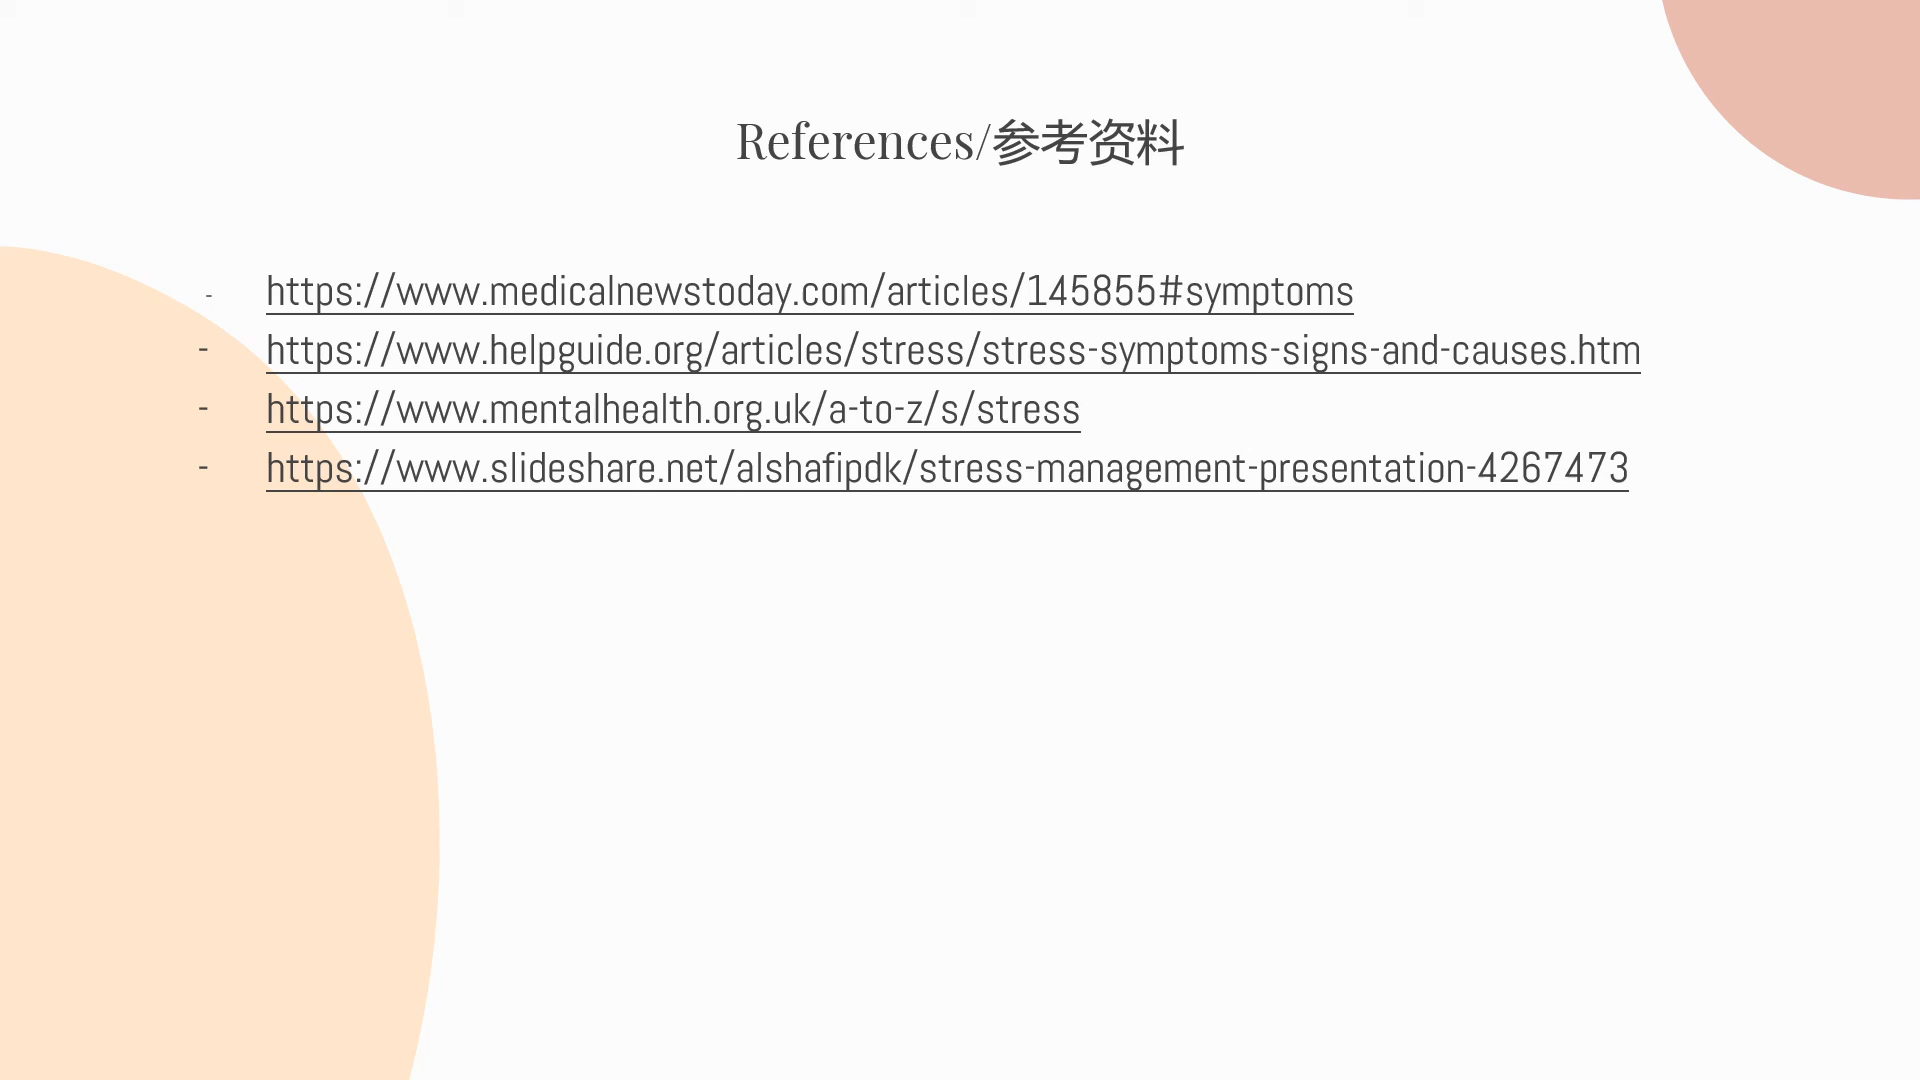 References/参考资料
- https://www.medicalnewstoday.com/articles/145855#symptoms
- https://www.helpguide.org/articles/stress/stress-symptoms-signs-and-causes.htm
- https://www.mentalhealth.org.uk/a-to-z/s/stress
- https://www.slideshare.net/alshafipdk/stress-management-presentation-4267473